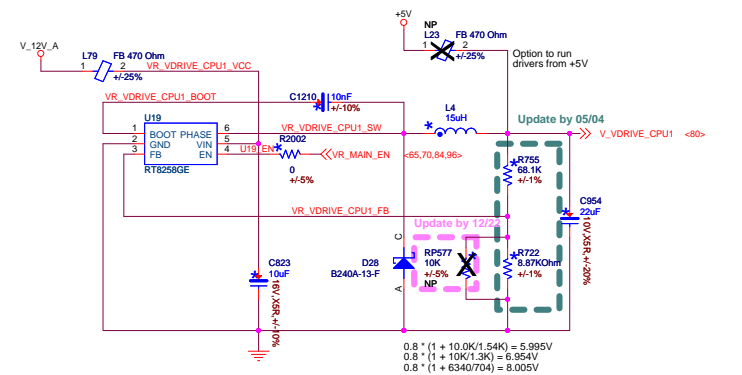 +5V
NP
L23
FB 470 Ohm
1
2
+/-25%
Option to run
drivers from +5V
V_12V_A
L79
FB 470 Ohm
1
2
VR_VDRIVE_CPU1_VCC
+/-25%
VR_VDRIVE_CPU1_BOOT
C1210
10nF
+/-10%
L4
15uH
Update by 05/04
U19
1
BOOT
PHASE
6
VR_VDRIVE_CPU1_SW
V_VDRIVE_CPU1
<80>
2
GND
VIN
5
3
FB
EN
4
U19_EN
R2002
VR_MAIN_EN
<65,70,84,96>
RT8258GE
0
+/-5%
R755
68.1K
+/-1%
VR_VDRIVE_CPU1_FB
C954
22uF
10V,X5R,+/-20%
Update by 12/22
C
D28
B240A-13-F
A
RP577
10K
+/-5%
NP
R722
8.87KOhm
+/-1%
C823
10uF
16V,X5R,+/-10%
0.8 * (1 + 10.0K/1.54K) = 5.995V
0.8 * (1 + 10K/1.3K) = 6.954V
0.8 * (1 + 6340/704) = 8.005V